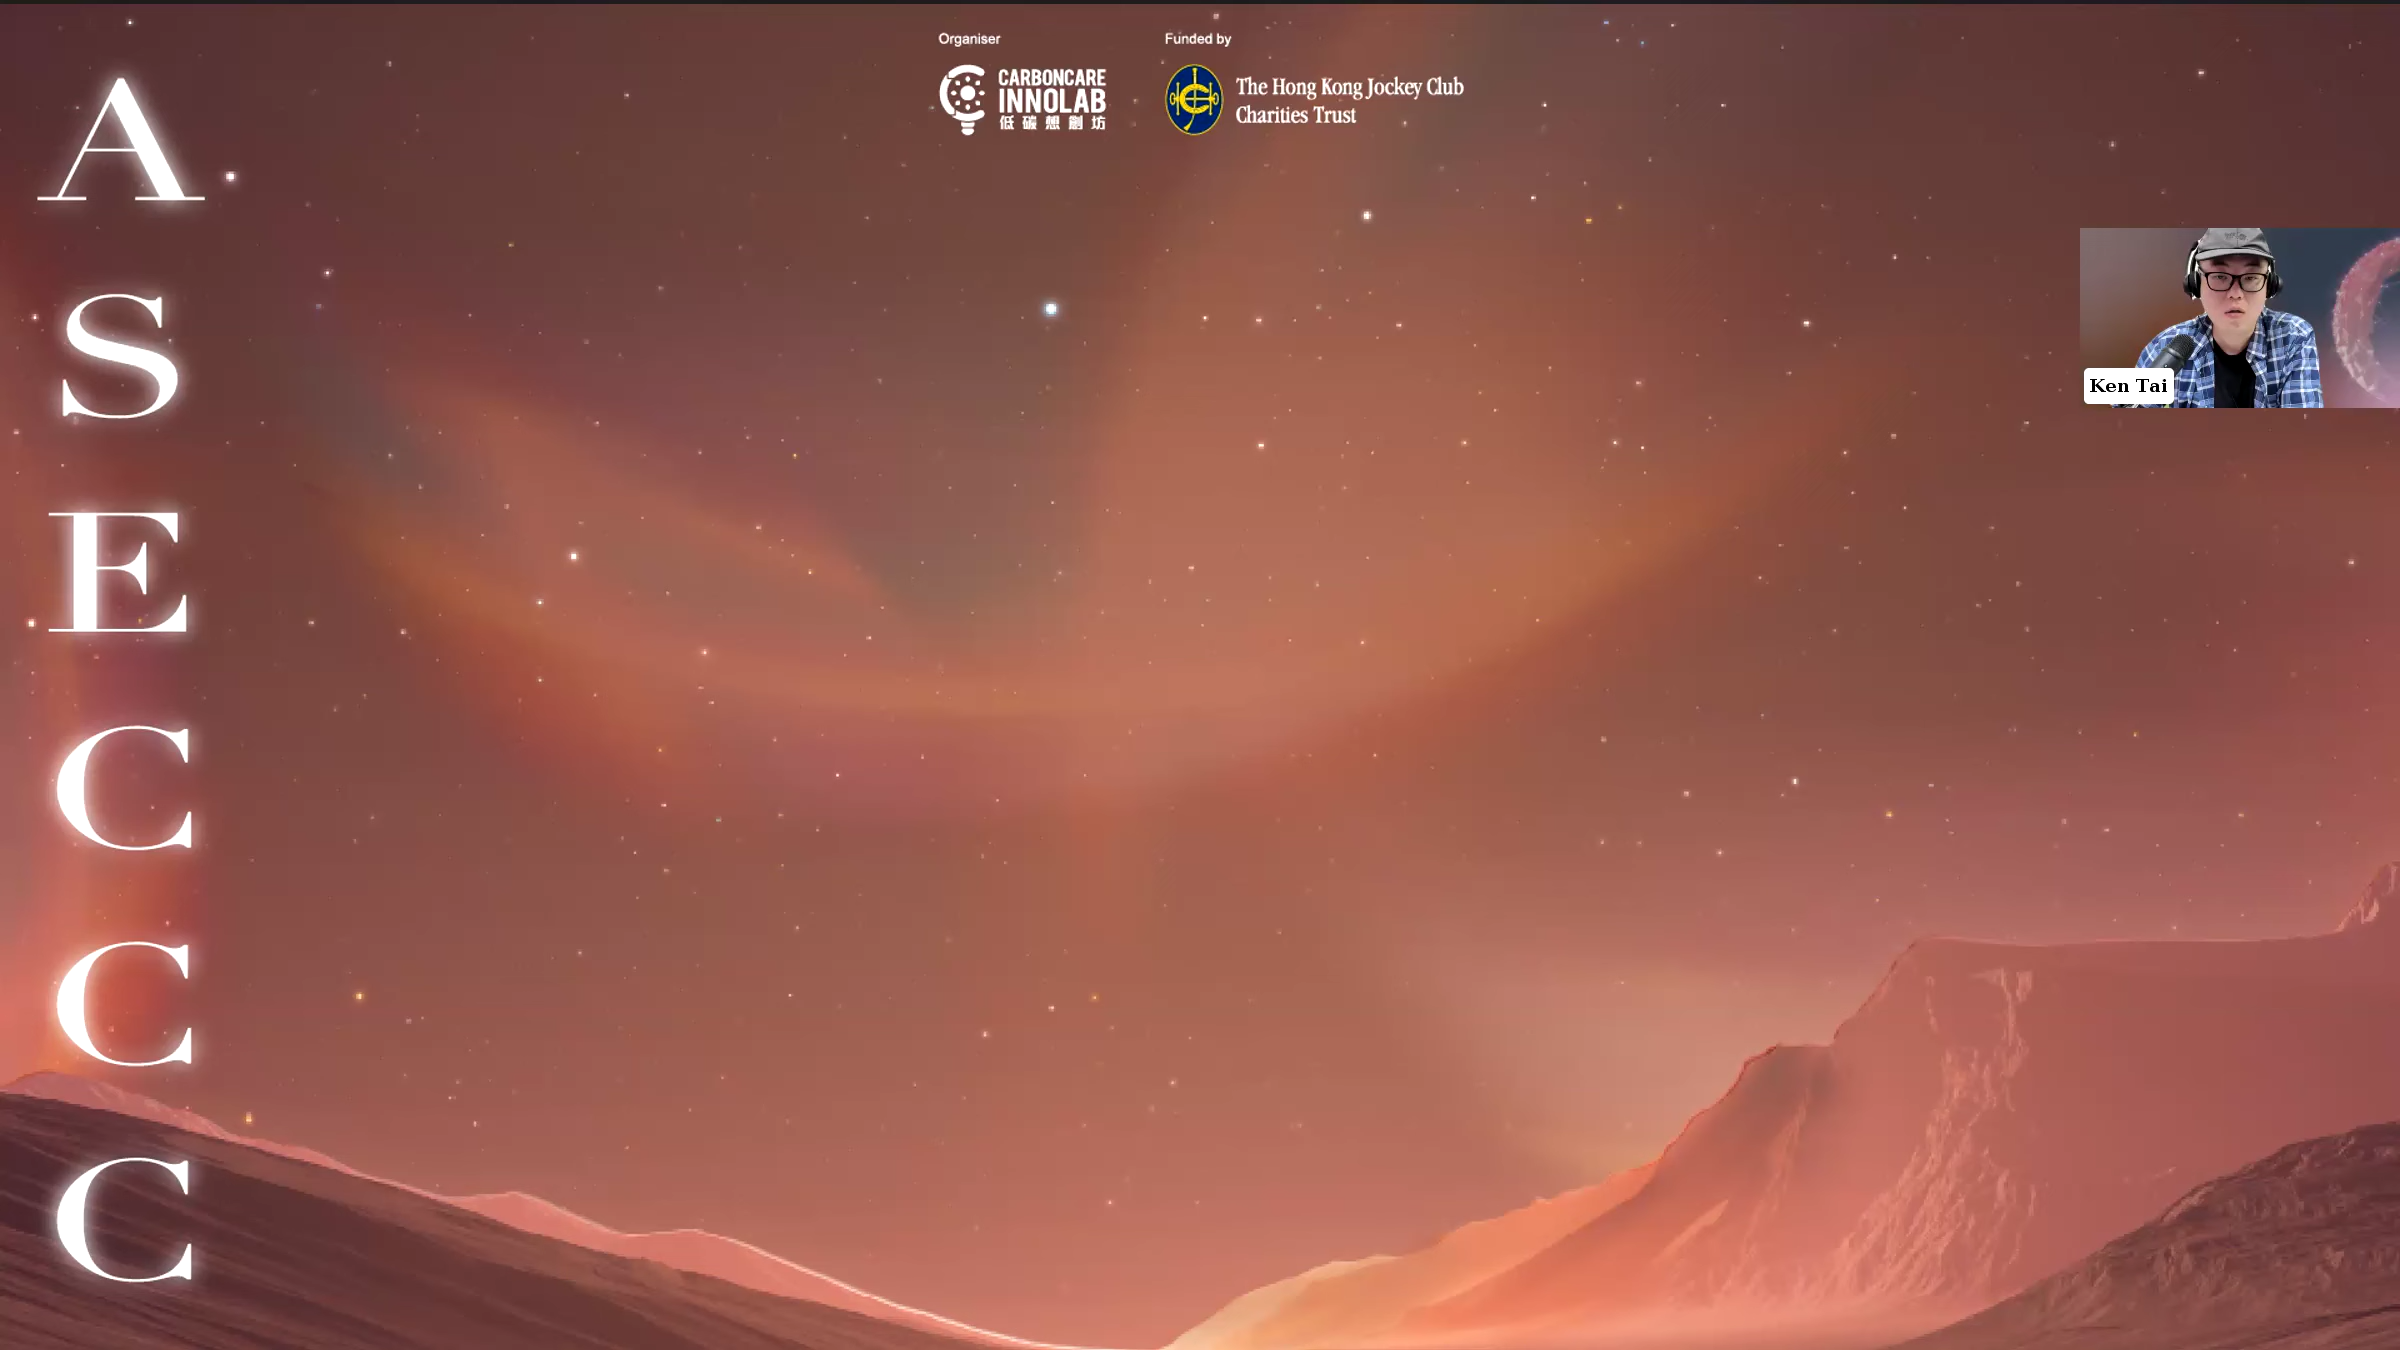 Organiser
Funded by
CARBONCARE
INNOLAB
低碳想創坊
The Hong Kong Jockey Club
Charities Trust
A
S
E
C
C
C
Ken Tai